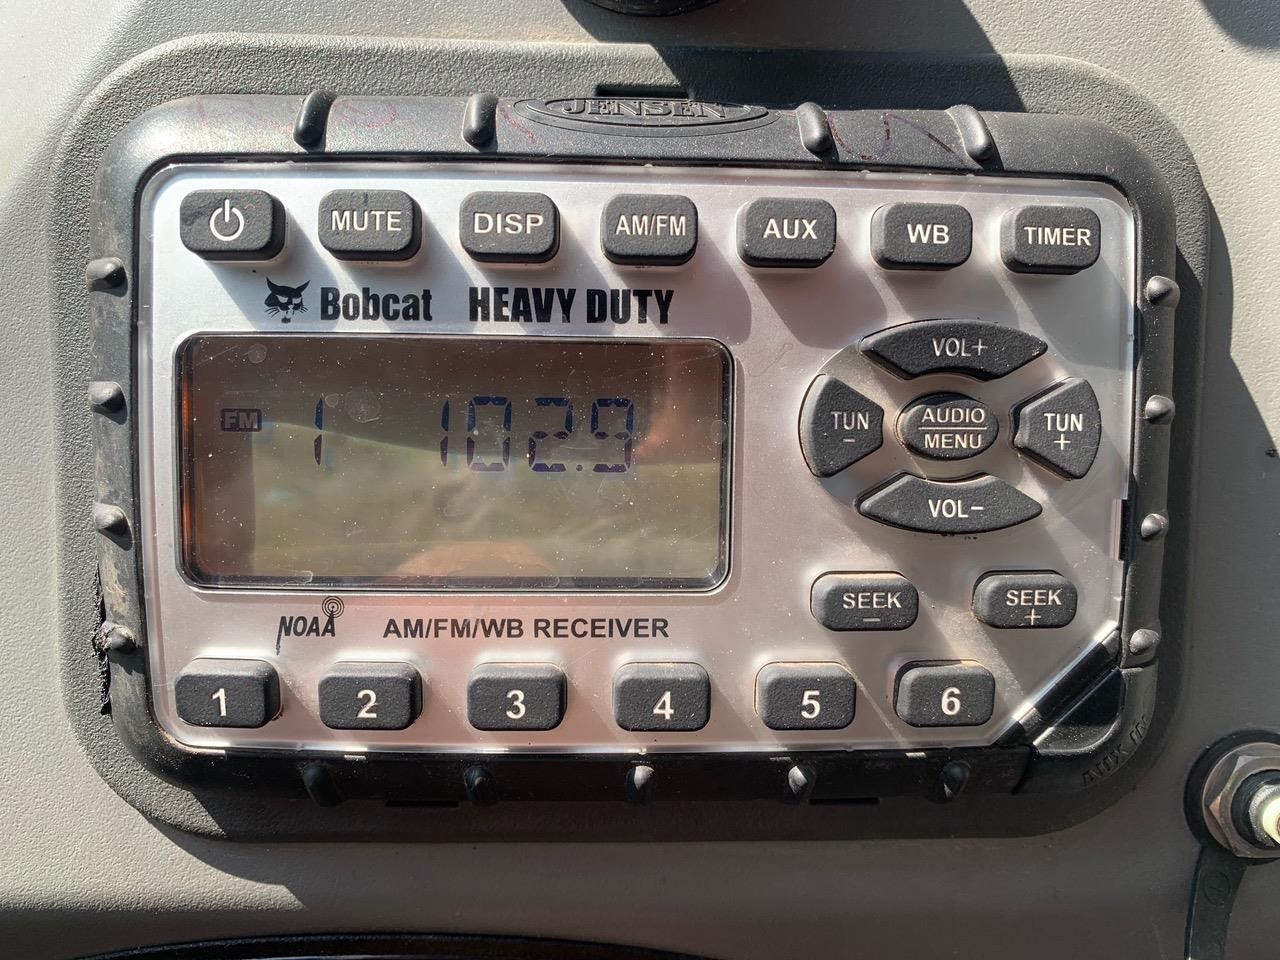 JENSEN
MUTE DISP AM/FM AUX WB TIMER
Bobcat HEAVY DUTY
VOL+
FM 1 102.9
TUN - AUDIO MENU TUN +
VOL-
SEEK - SEEK +
NOAA AM/FM/WB RECEIVER
1 2 3 4 5 6
AUX IN